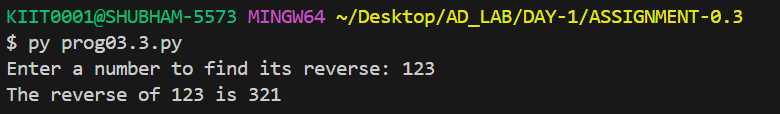 KIIT0001@SHUBHAM-5573 MINGW64 ~/Desktop/AD_LAB/DAY-1/ASSIGNMENT-0.3
$ py prog03.3.py
Enter a number to find its reverse: 123
The reverse of 123 is 321